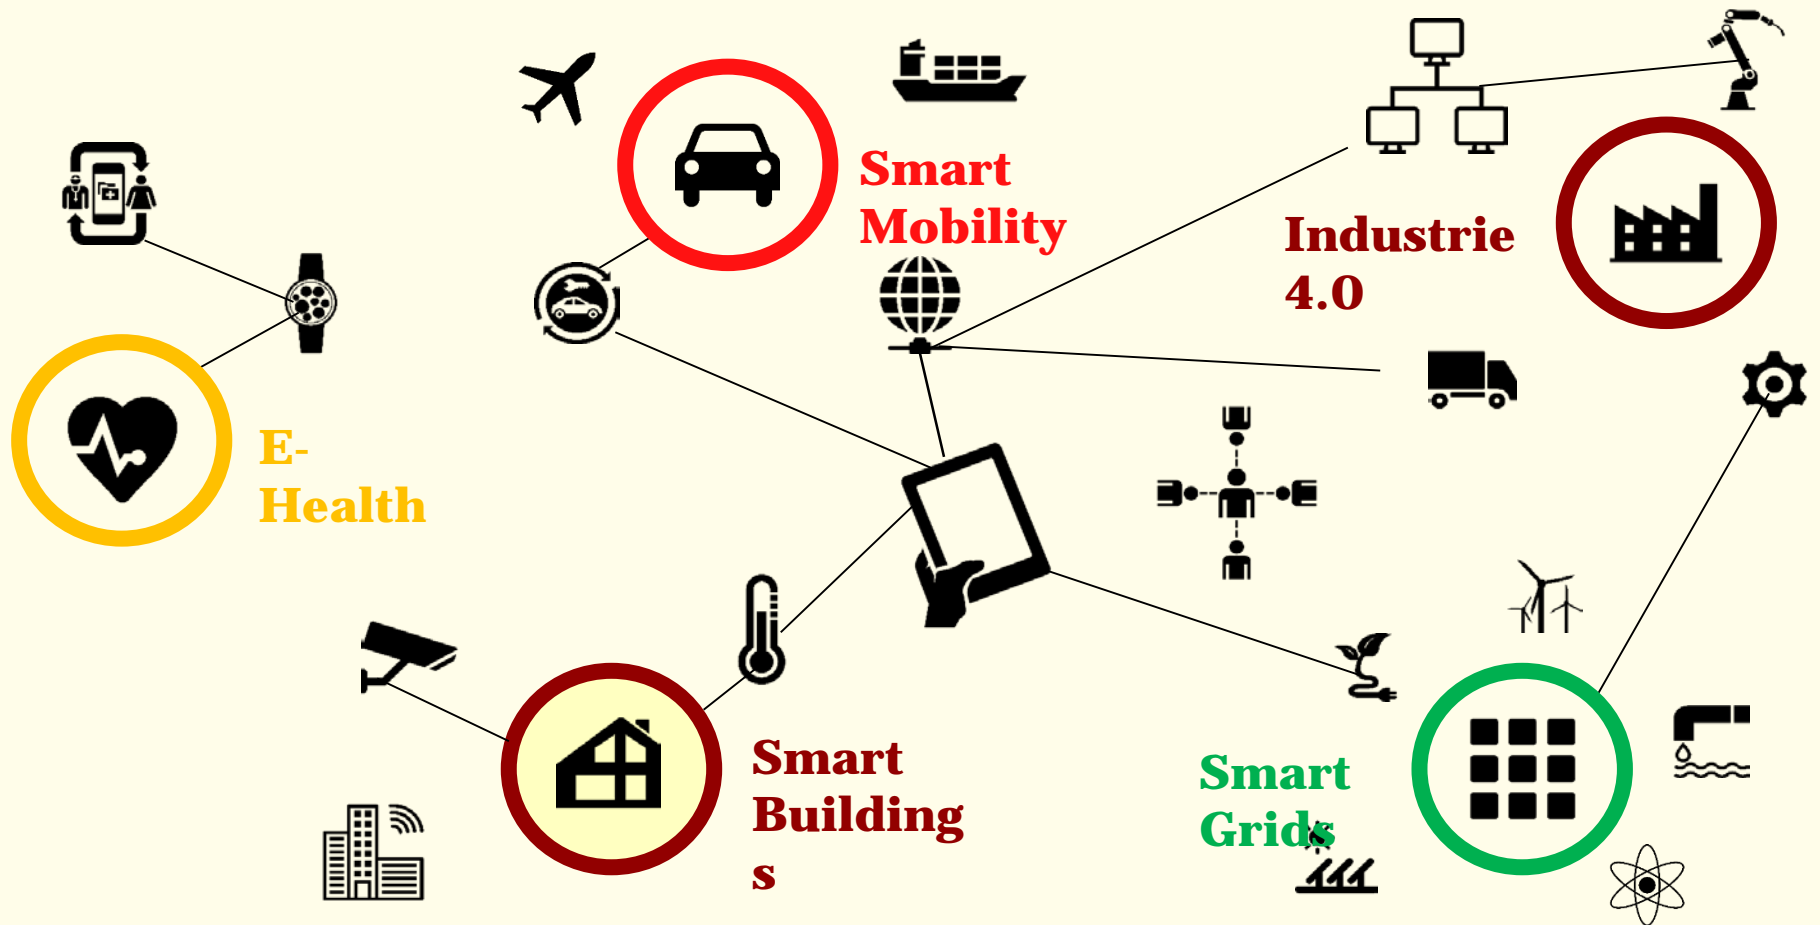 Smart
Mobility
Industrie
4.0
E-
Health
Smart
Building
s
Smart
Grids